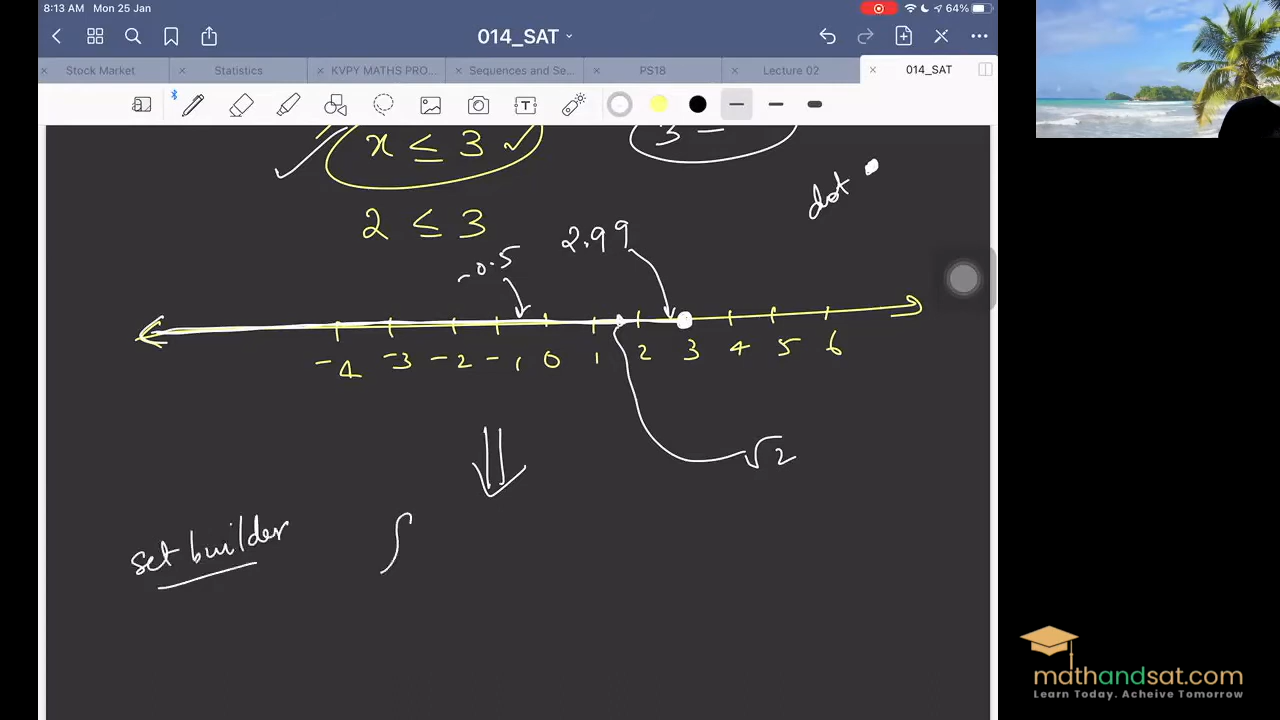 8:13 AM Mon 25 Jan
64%
014_SAT
Stock Market
Statistics
KVPY MATHS PRO...
Sequences and Se...
PS18
Lecture 02
014_SAT
x ≤ 3 ✓
dot •
2 ≤ 3
-0.5
2.99
-4 -3 -2 -1 0 1 2 3 4 5 6
√2
set builder
mathandsat.com
Learn Today. Acheive Tomorrow